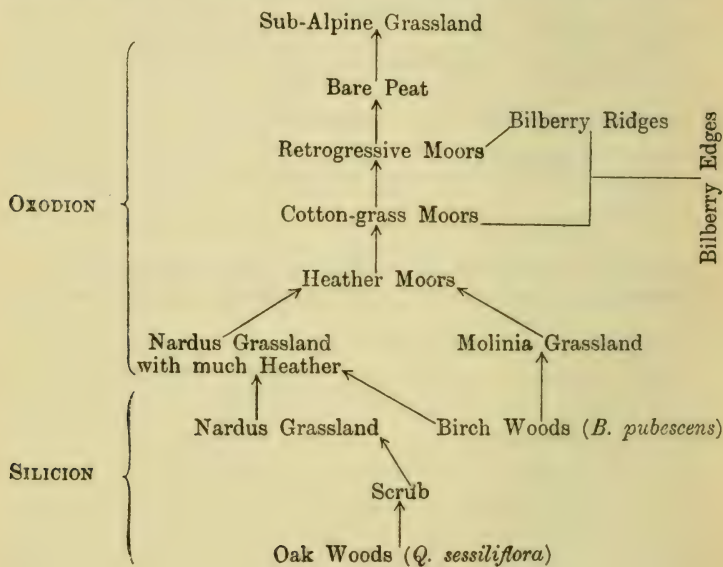 Sub-Alpine Grassland
Bare Peat
Bilberry Ridges
Retrogressive Moors
Bilberry Edges
OXODION
Cotton-grass Moors
Heather Moors
Nardus Grassland
with much Heather
Molinia Grassland
Nardus Grassland
Birch Woods (B. pubescens)
SILICION
Scrub
Oak Woods (Q. sessiliflora)